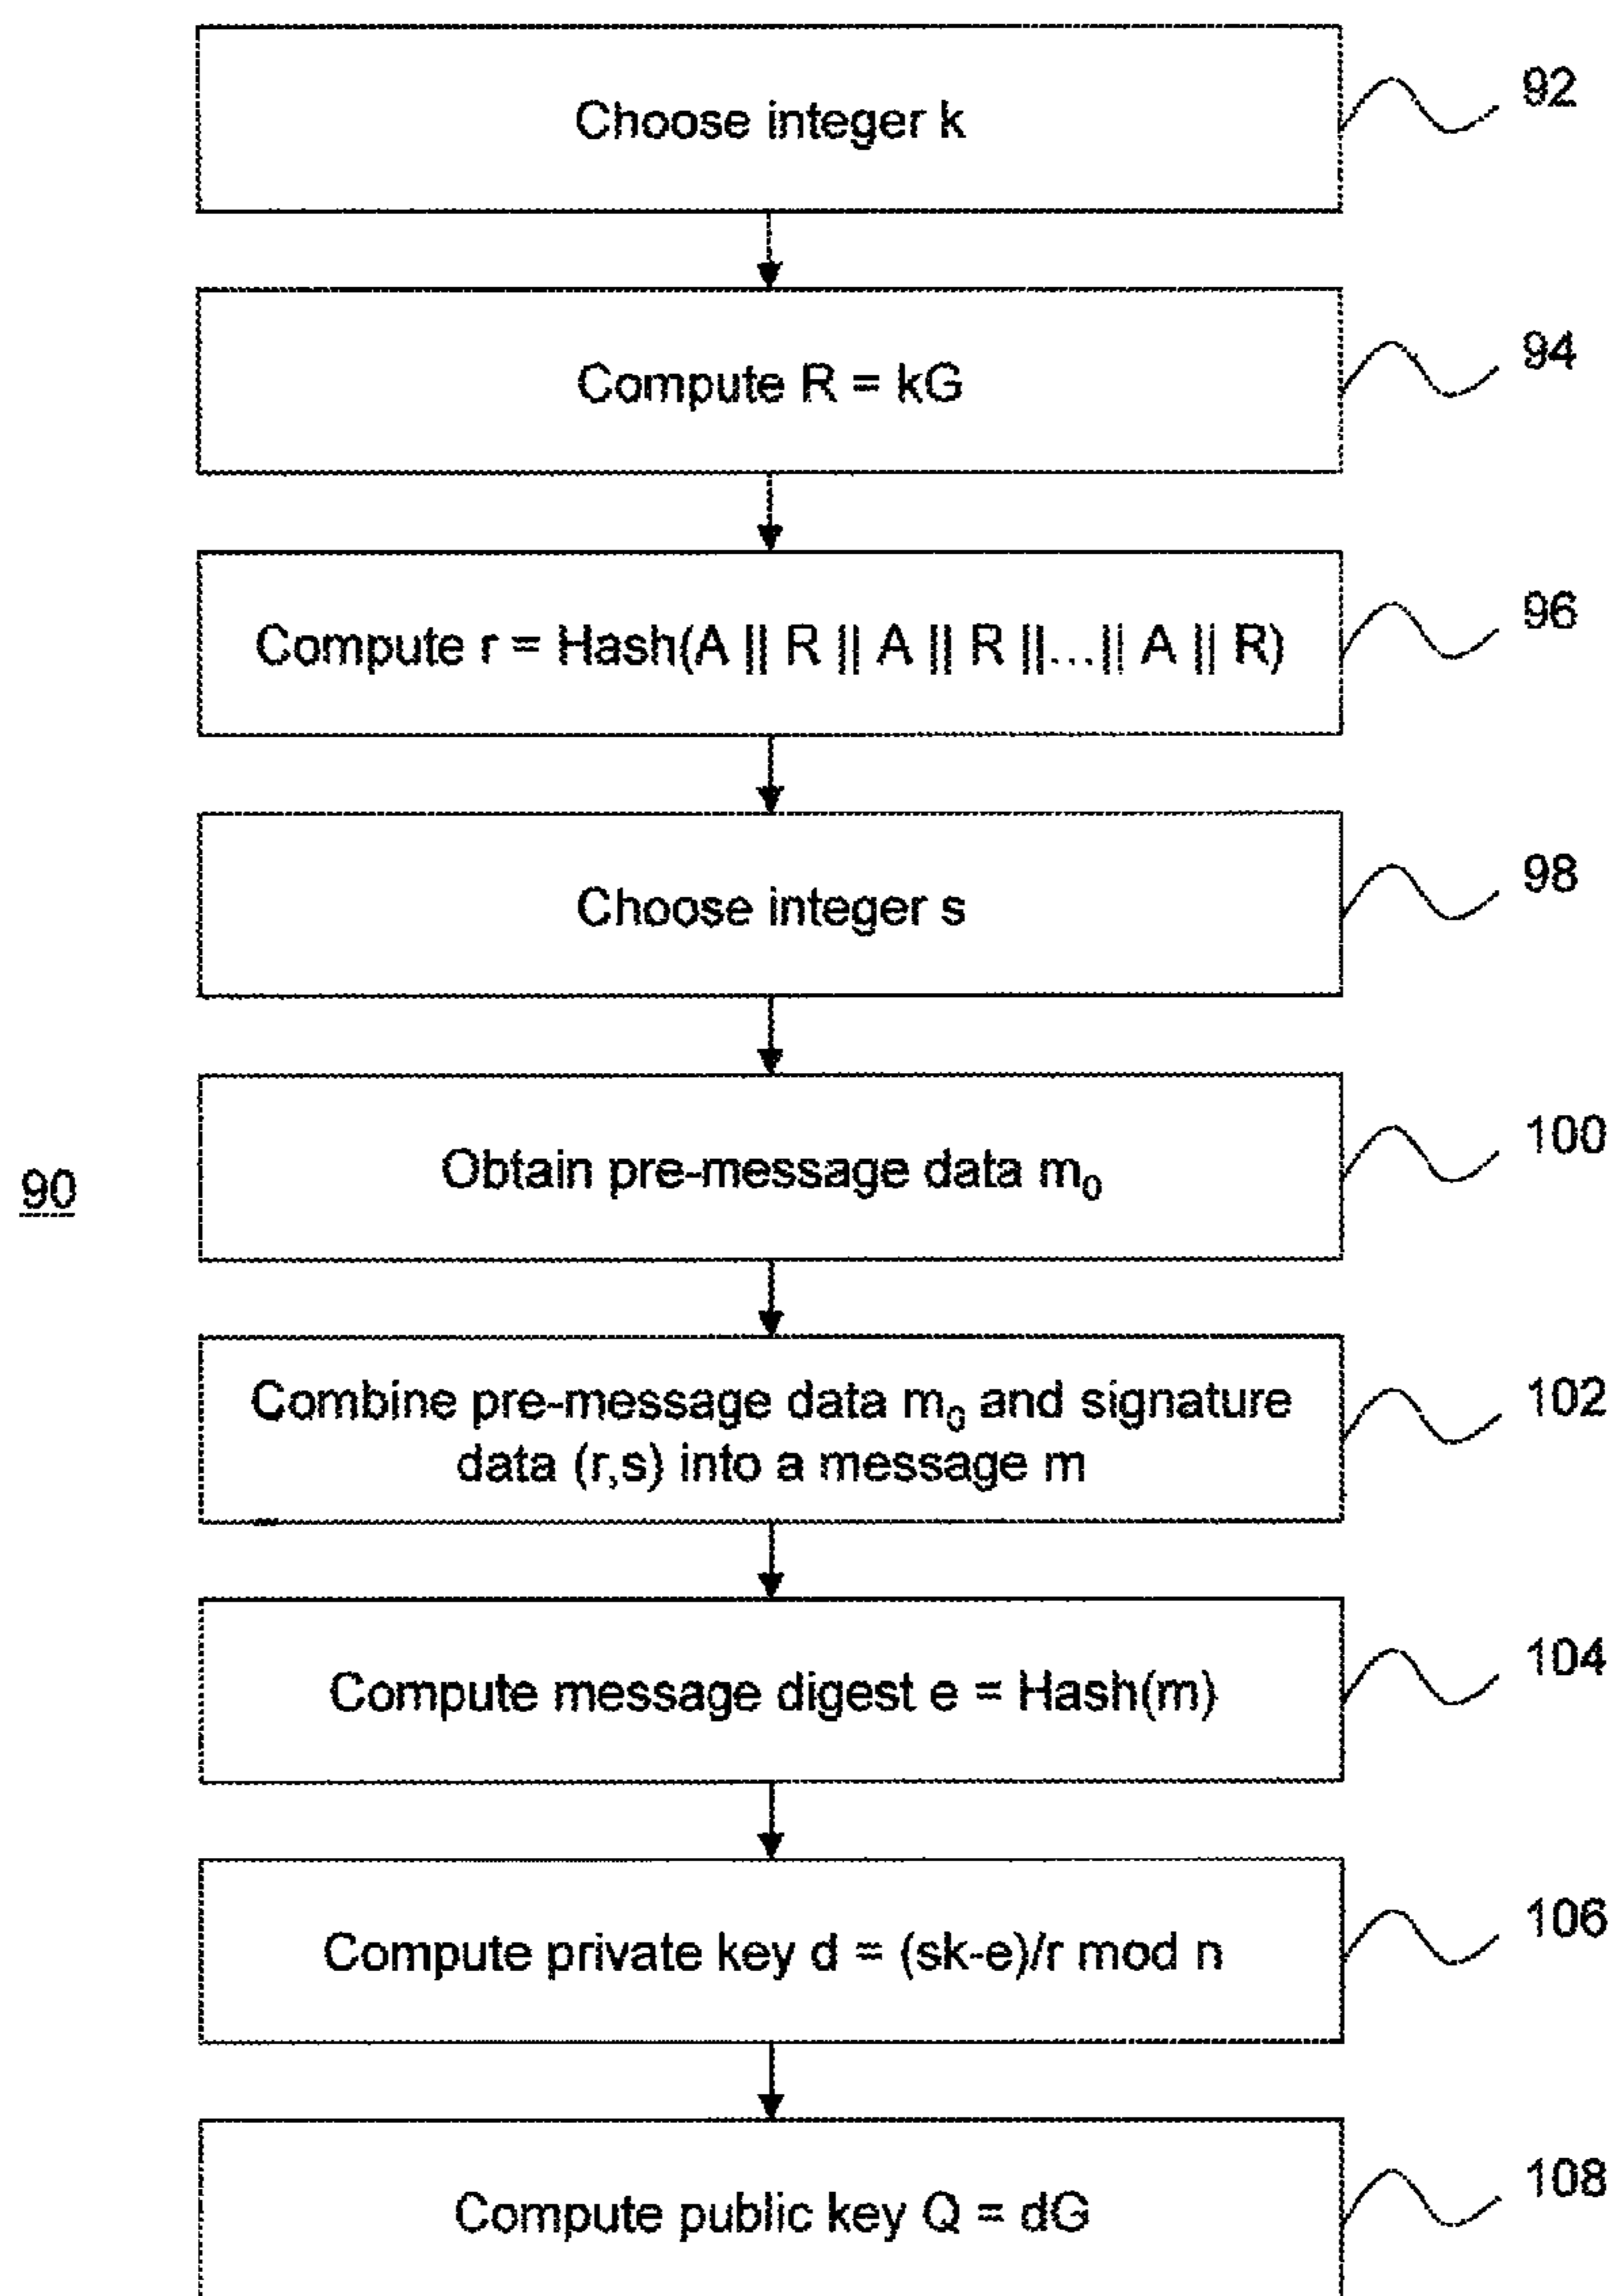 Choose integer k
92
Compute R = kG
94
Compute r = Hash(A || R || A || R ||...|| A || R)
96
Choose integer s
98
Obtain pre-message data m₀
100
90
Combine pre-message data m₀ and signature
data (r,s) into a message m
102
Compute message digest e = Hash(m)
104
Compute private key d = (sk-e)/r mod n
106
Compute public key Q = dG
108